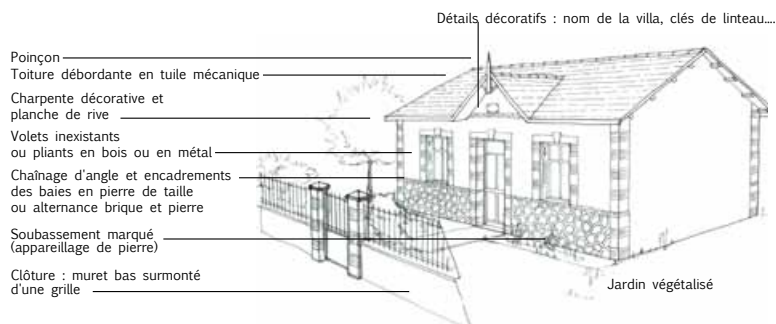 Détails décoratifs : nom de la villa, clés de linteau....
Poinçon
Toiture débordante en tuile mécanique
Charpente décorative et
planche de rive
Volets inexistants
ou pliants en bois ou en métal
Chaînage d'angle et encadrements
des baies en pierre de taille
ou alternance brique et pierre
Soubassement marqué
(appareillage de pierre)
Clôture : muret bas surmonté
d'une grille
Jardin végétalisé